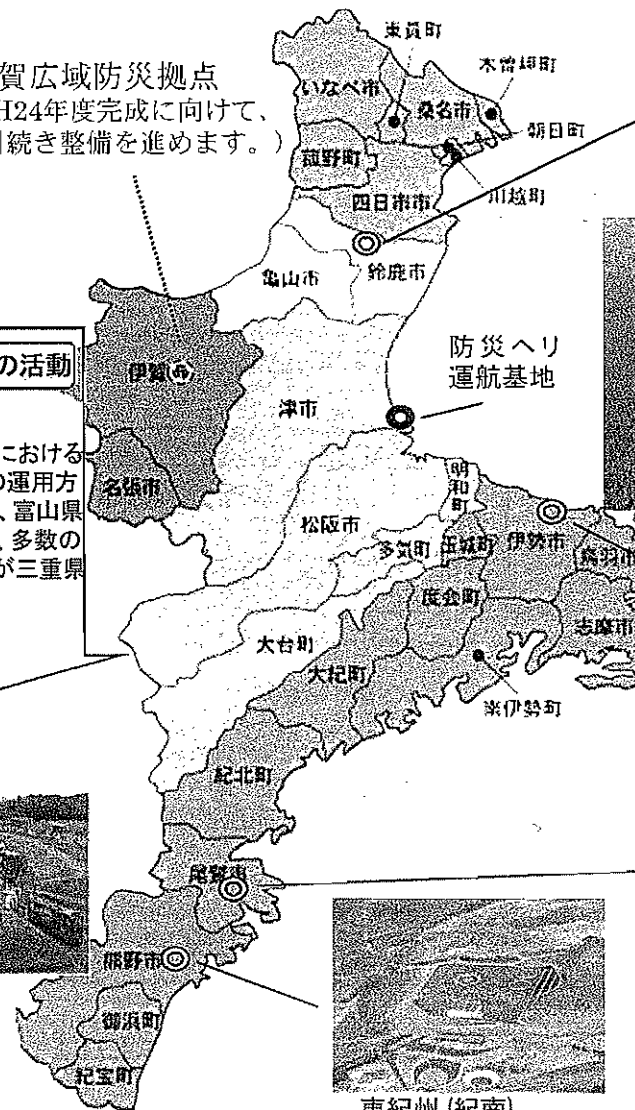 賀広域防災拠点
H24年度完成に向けて、
続き整備を進めます。)
東員町
木曽岬町
いなべ市
桑名市
朝日町
菰野町
川越町
四日市市
亀山市
鈴鹿市
の活動
伊賀市
津市
防災ヘリ
運航基地
における
の運用方
、富山県
、多数の
が三重県
名張市
明和町
松阪市
多気町
玉城町
伊勢市
鳥羽市
度会町
志摩市
大台町
大紀町
南伊勢町
紀北町
尾鷲市
熊野市
御浜町
紀宝町
東紀州(紀南)